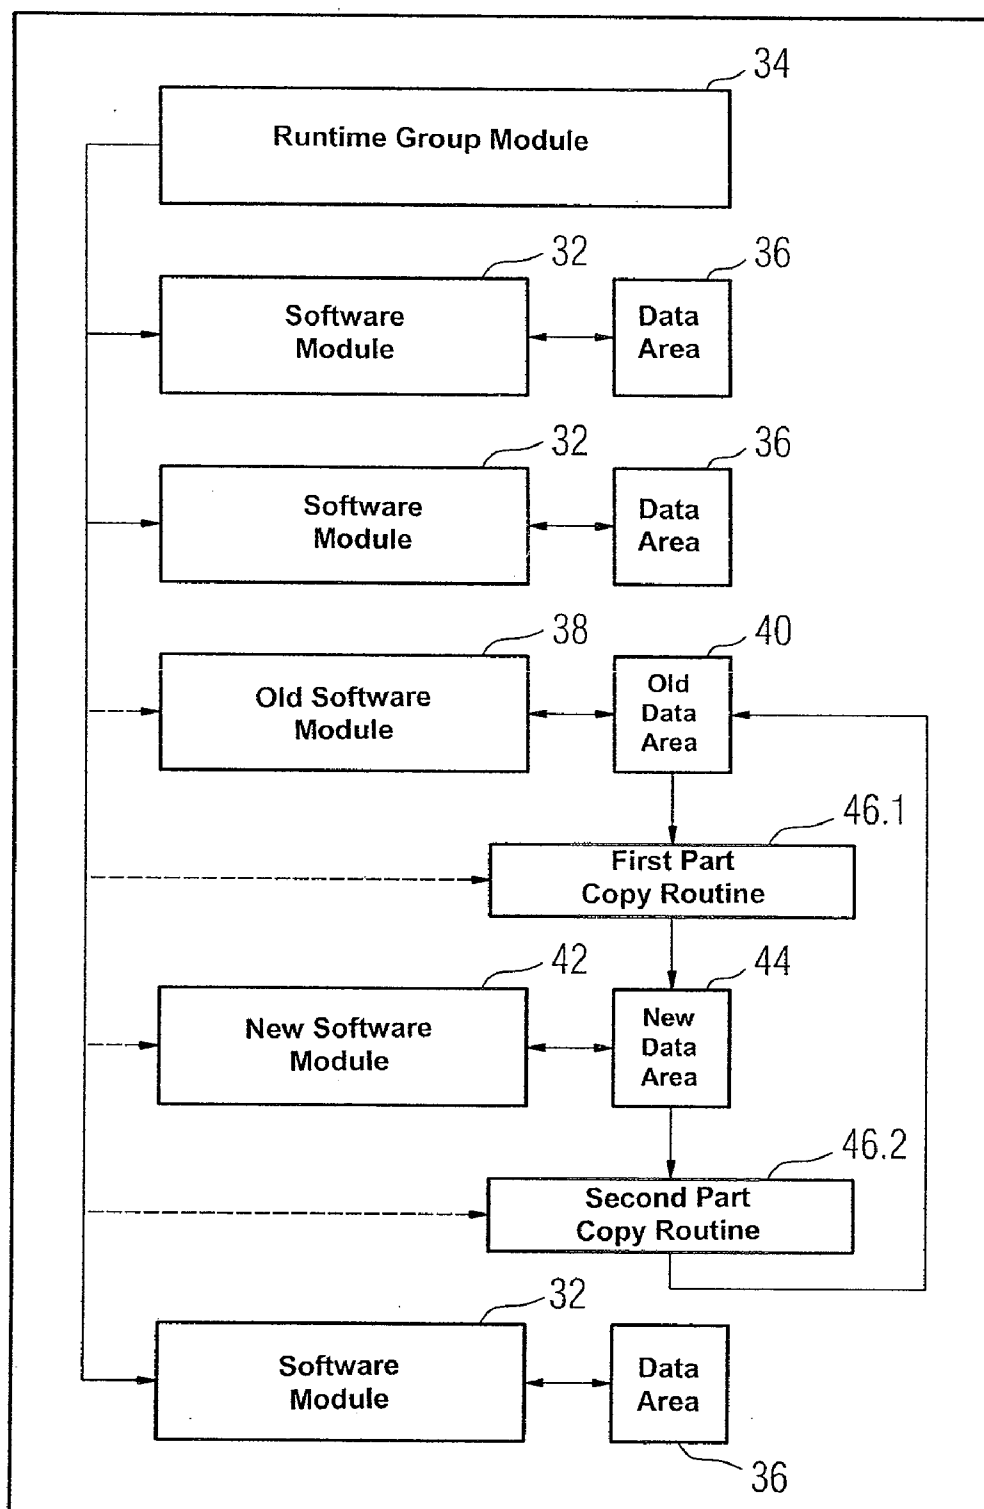 34
Runtime Group Module
32
36
Software
Module
Data
Area
32
36
Software
Module
Data
Area
38
40
Old Software
Module
Old
Data
Area
46.1
First Part
Copy Routine
42
44
New Software
Module
New
Data
Area
46.2
Second Part
Copy Routine
32
Software
Module
Data
Area
36